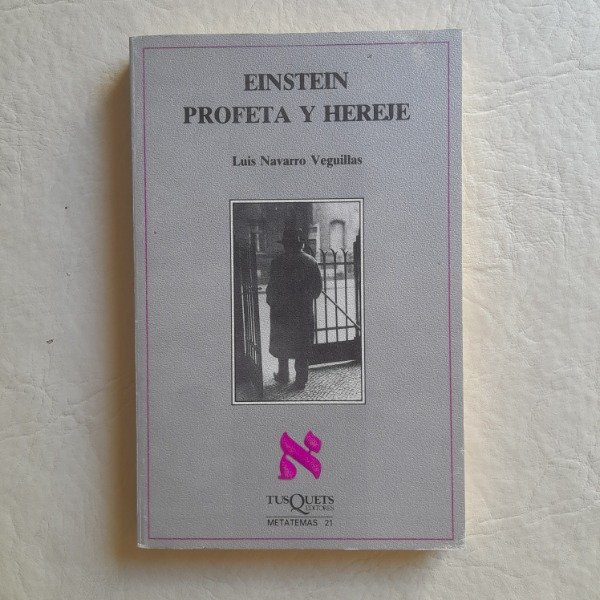 EINSTEIN
PROFETA Y HEREJE
Luis Navarro Veguillas
א
TUSQUETS
EDITORES
METATEMAS 21